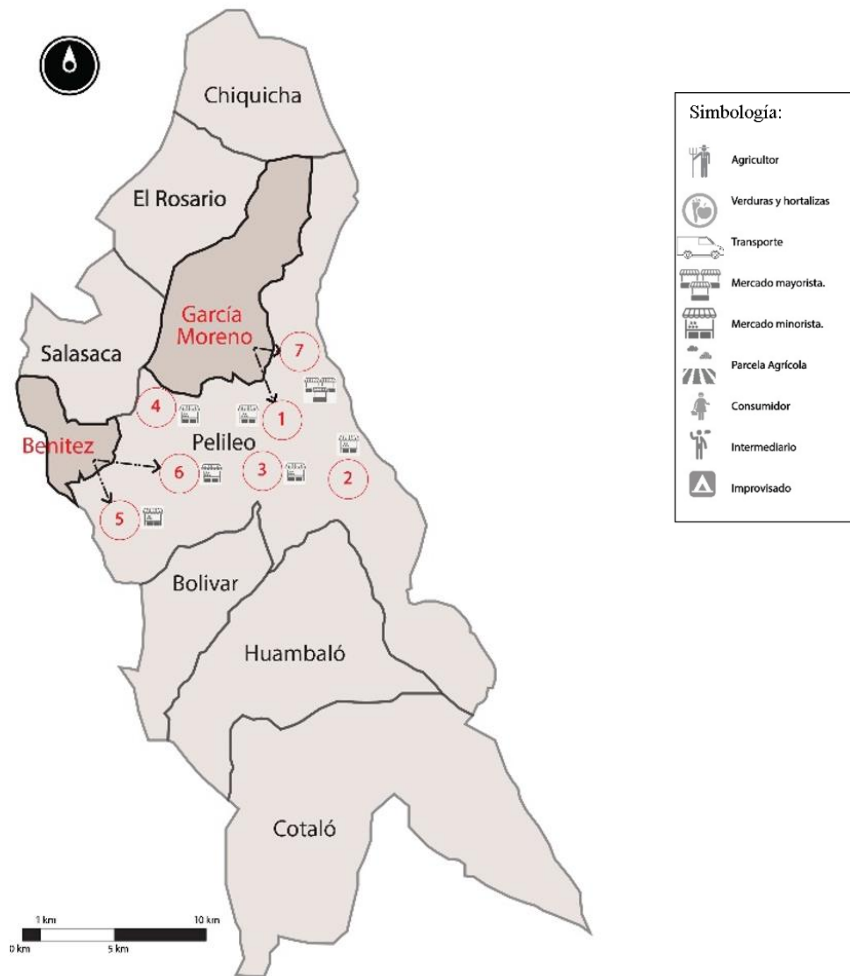 Chiquicha
El Rosario
García
Moreno
Salasaca
7
4
1
Benitez
Pelileo
6
3
2
5
Bolivar
Huambaló
Cotaló
1 km
10 km
0 km
5 km
Simbología:
Agricultor
Verduras y hortalizas
Transporte
Mercado mayorista.
Mercado minorista.
Parcela Agrícola
Consumidor
Intermediario
Improvisado